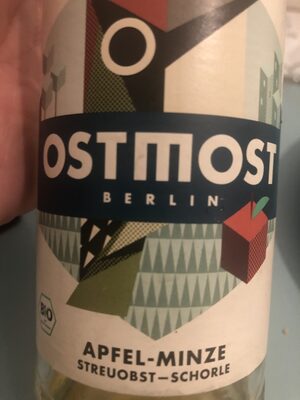 OSTMOST
BERLIN
BIO
APFEL-MINZE
STREUOBST–SCHORLE